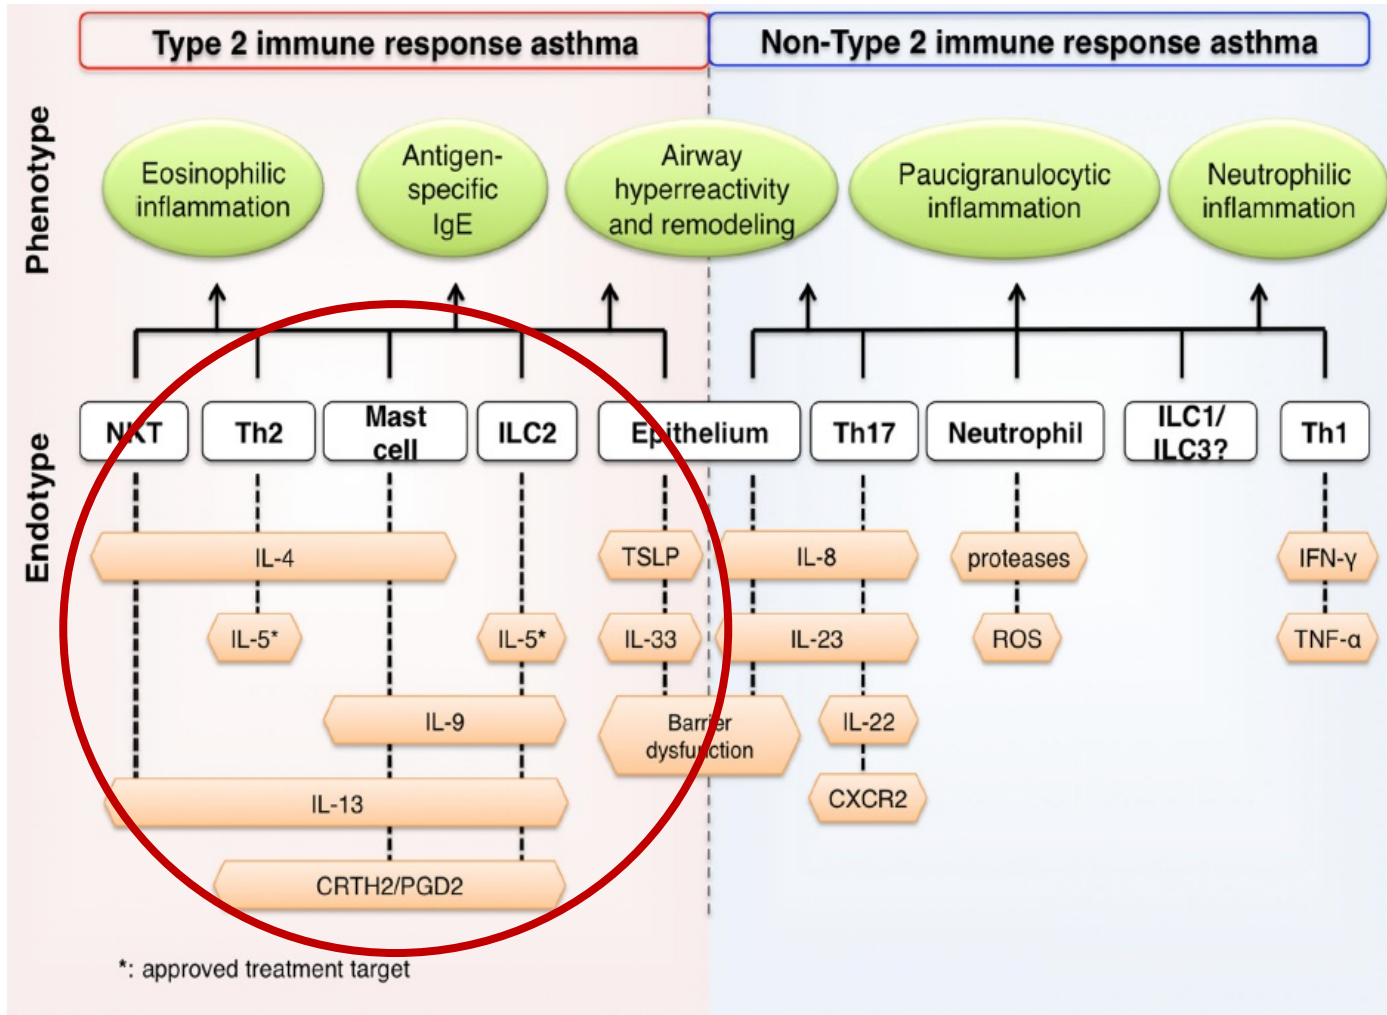 Type 2 immune response asthma
Non-Type 2 immune response asthma
Phenotype
Eosinophilic
inflammation
Antigen-
specific
IgE
Airway
hyperreactivity
and remodeling
Paucigranulocytic
inflammation
Neutrophilic
inflammation
Endotype
NKT
Th2
Mast
cell
ILC2
Epithelium
Th17
Neutrophil
ILC1/
ILC3?
Th1
IL-4
TSLP
IL-8
proteases
IFN-γ
IL-5*
IL-5*
IL-33
IL-23
ROS
TNF-α
IL-9
Barrier
dysfunction
IL-22
IL-13
CXCR2
CRTH2/PGD2
*: approved treatment target